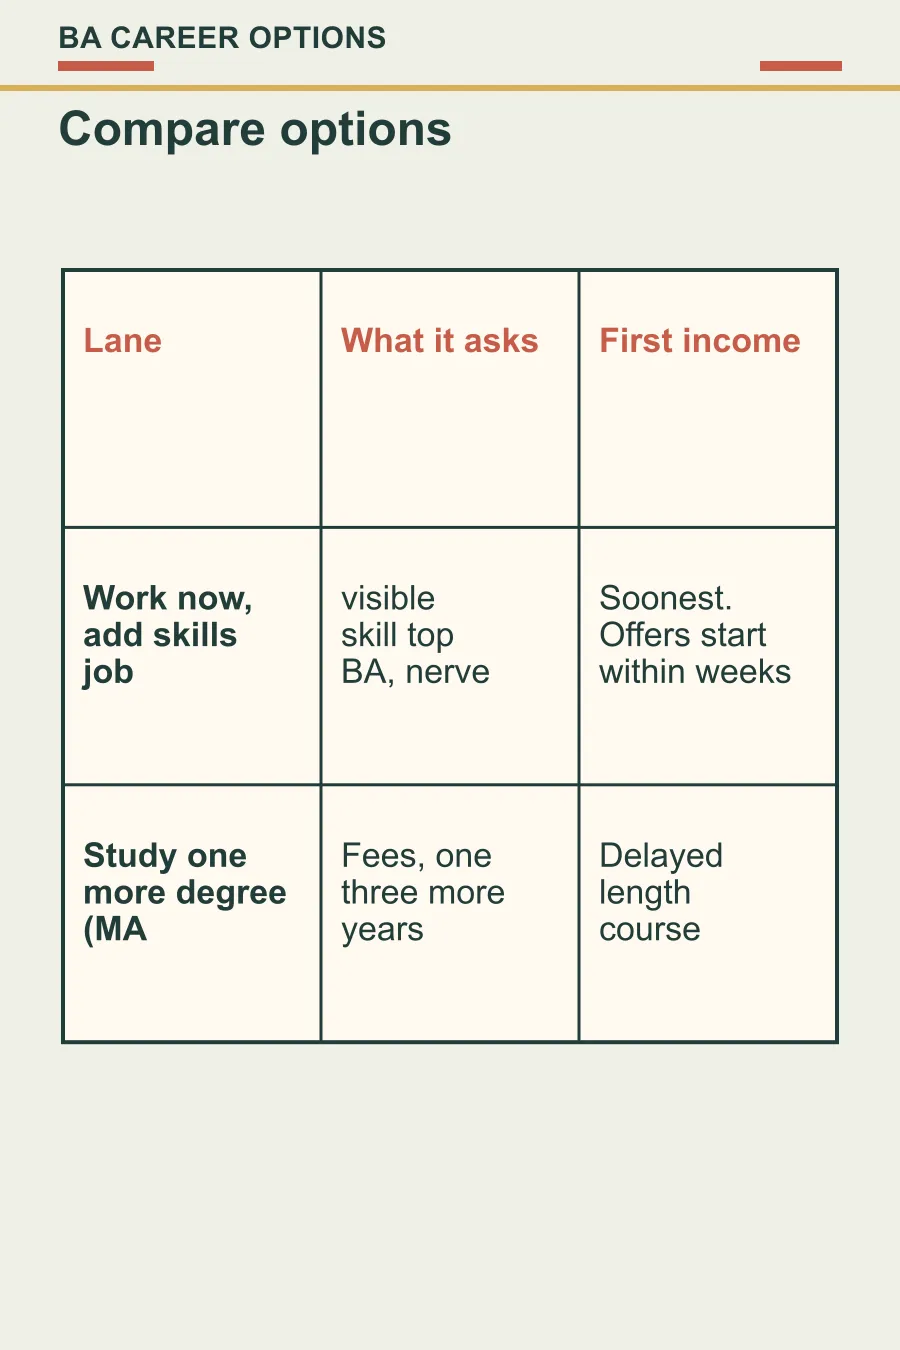 BA CAREER OPTIONS
Compare options
Lane
What it asks
First income
Work now,
add skills
job
visible
skill top
BA, nerve
Soonest.
Offers start
within weeks
Study one
more degree
(MA
Fees, one
three more
years
Delayed
length
course